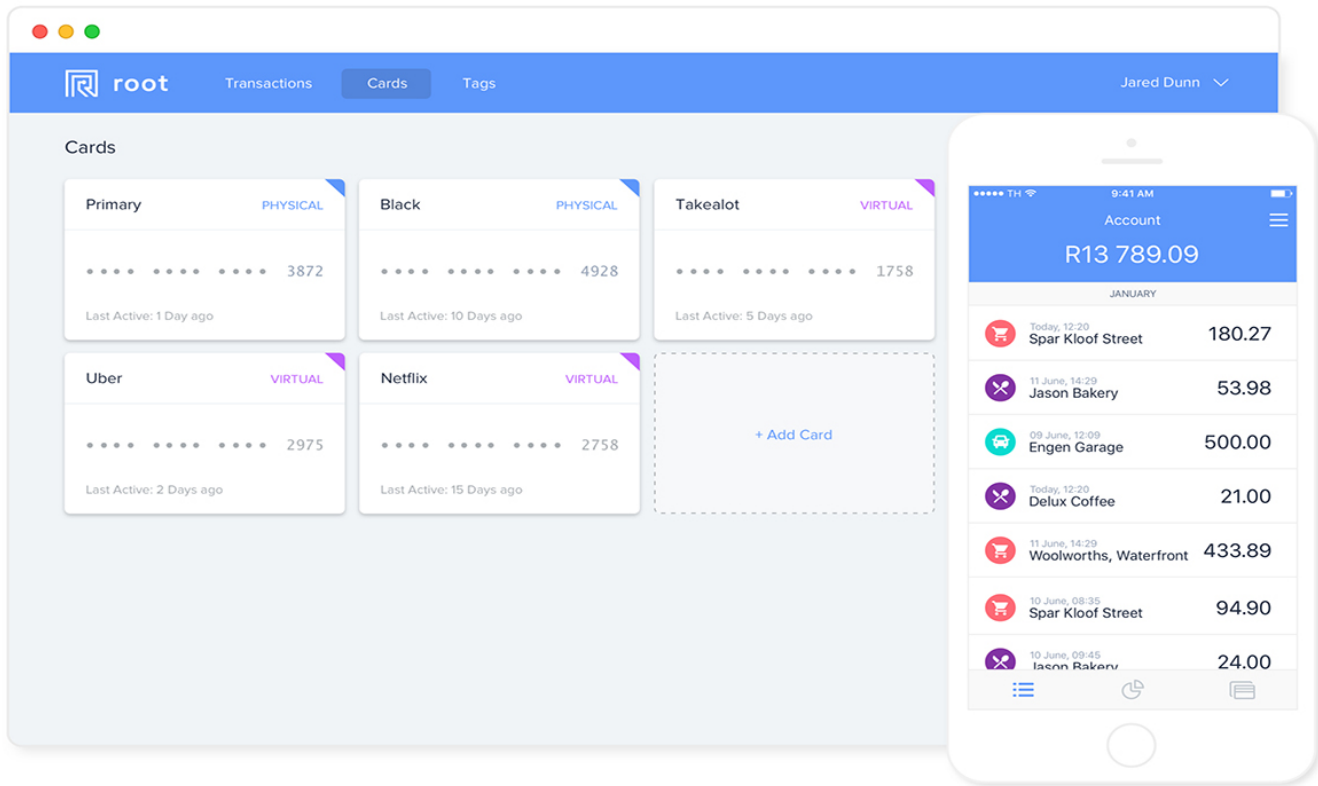 root Transactions Cards Tags Jared Dunn
Cards
Primary PHYSICAL
•••• •••• •••• 3872
Last Active: 1 Day ago
Black PHYSICAL
•••• •••• •••• 4928
Last Active: 10 Days ago
Takealot VIRTUAL
•••• •••• •••• 1758
Last Active: 5 Days ago
Uber VIRTUAL
•••• •••• •••• 2975
Last Active: 2 Days ago
Netflix VIRTUAL
•••• •••• •••• 2758
Last Active: 15 Days ago
+ Add Card
TH 9:41 AM
Account
R13 789.09
JANUARY
Today, 12:20
Spar Kloof Street 180.27
11 June, 14:29
Jason Bakery 53.98
09 June, 12:09
Engen Garage 500.00
Today, 12:20
Delux Coffee 21.00
11 June, 14:29
Woolworths, Waterfront 433.89
10 June, 08:35
Spar Kloof Street 94.90
10 June, 09:45
Jason Bakery 24.00